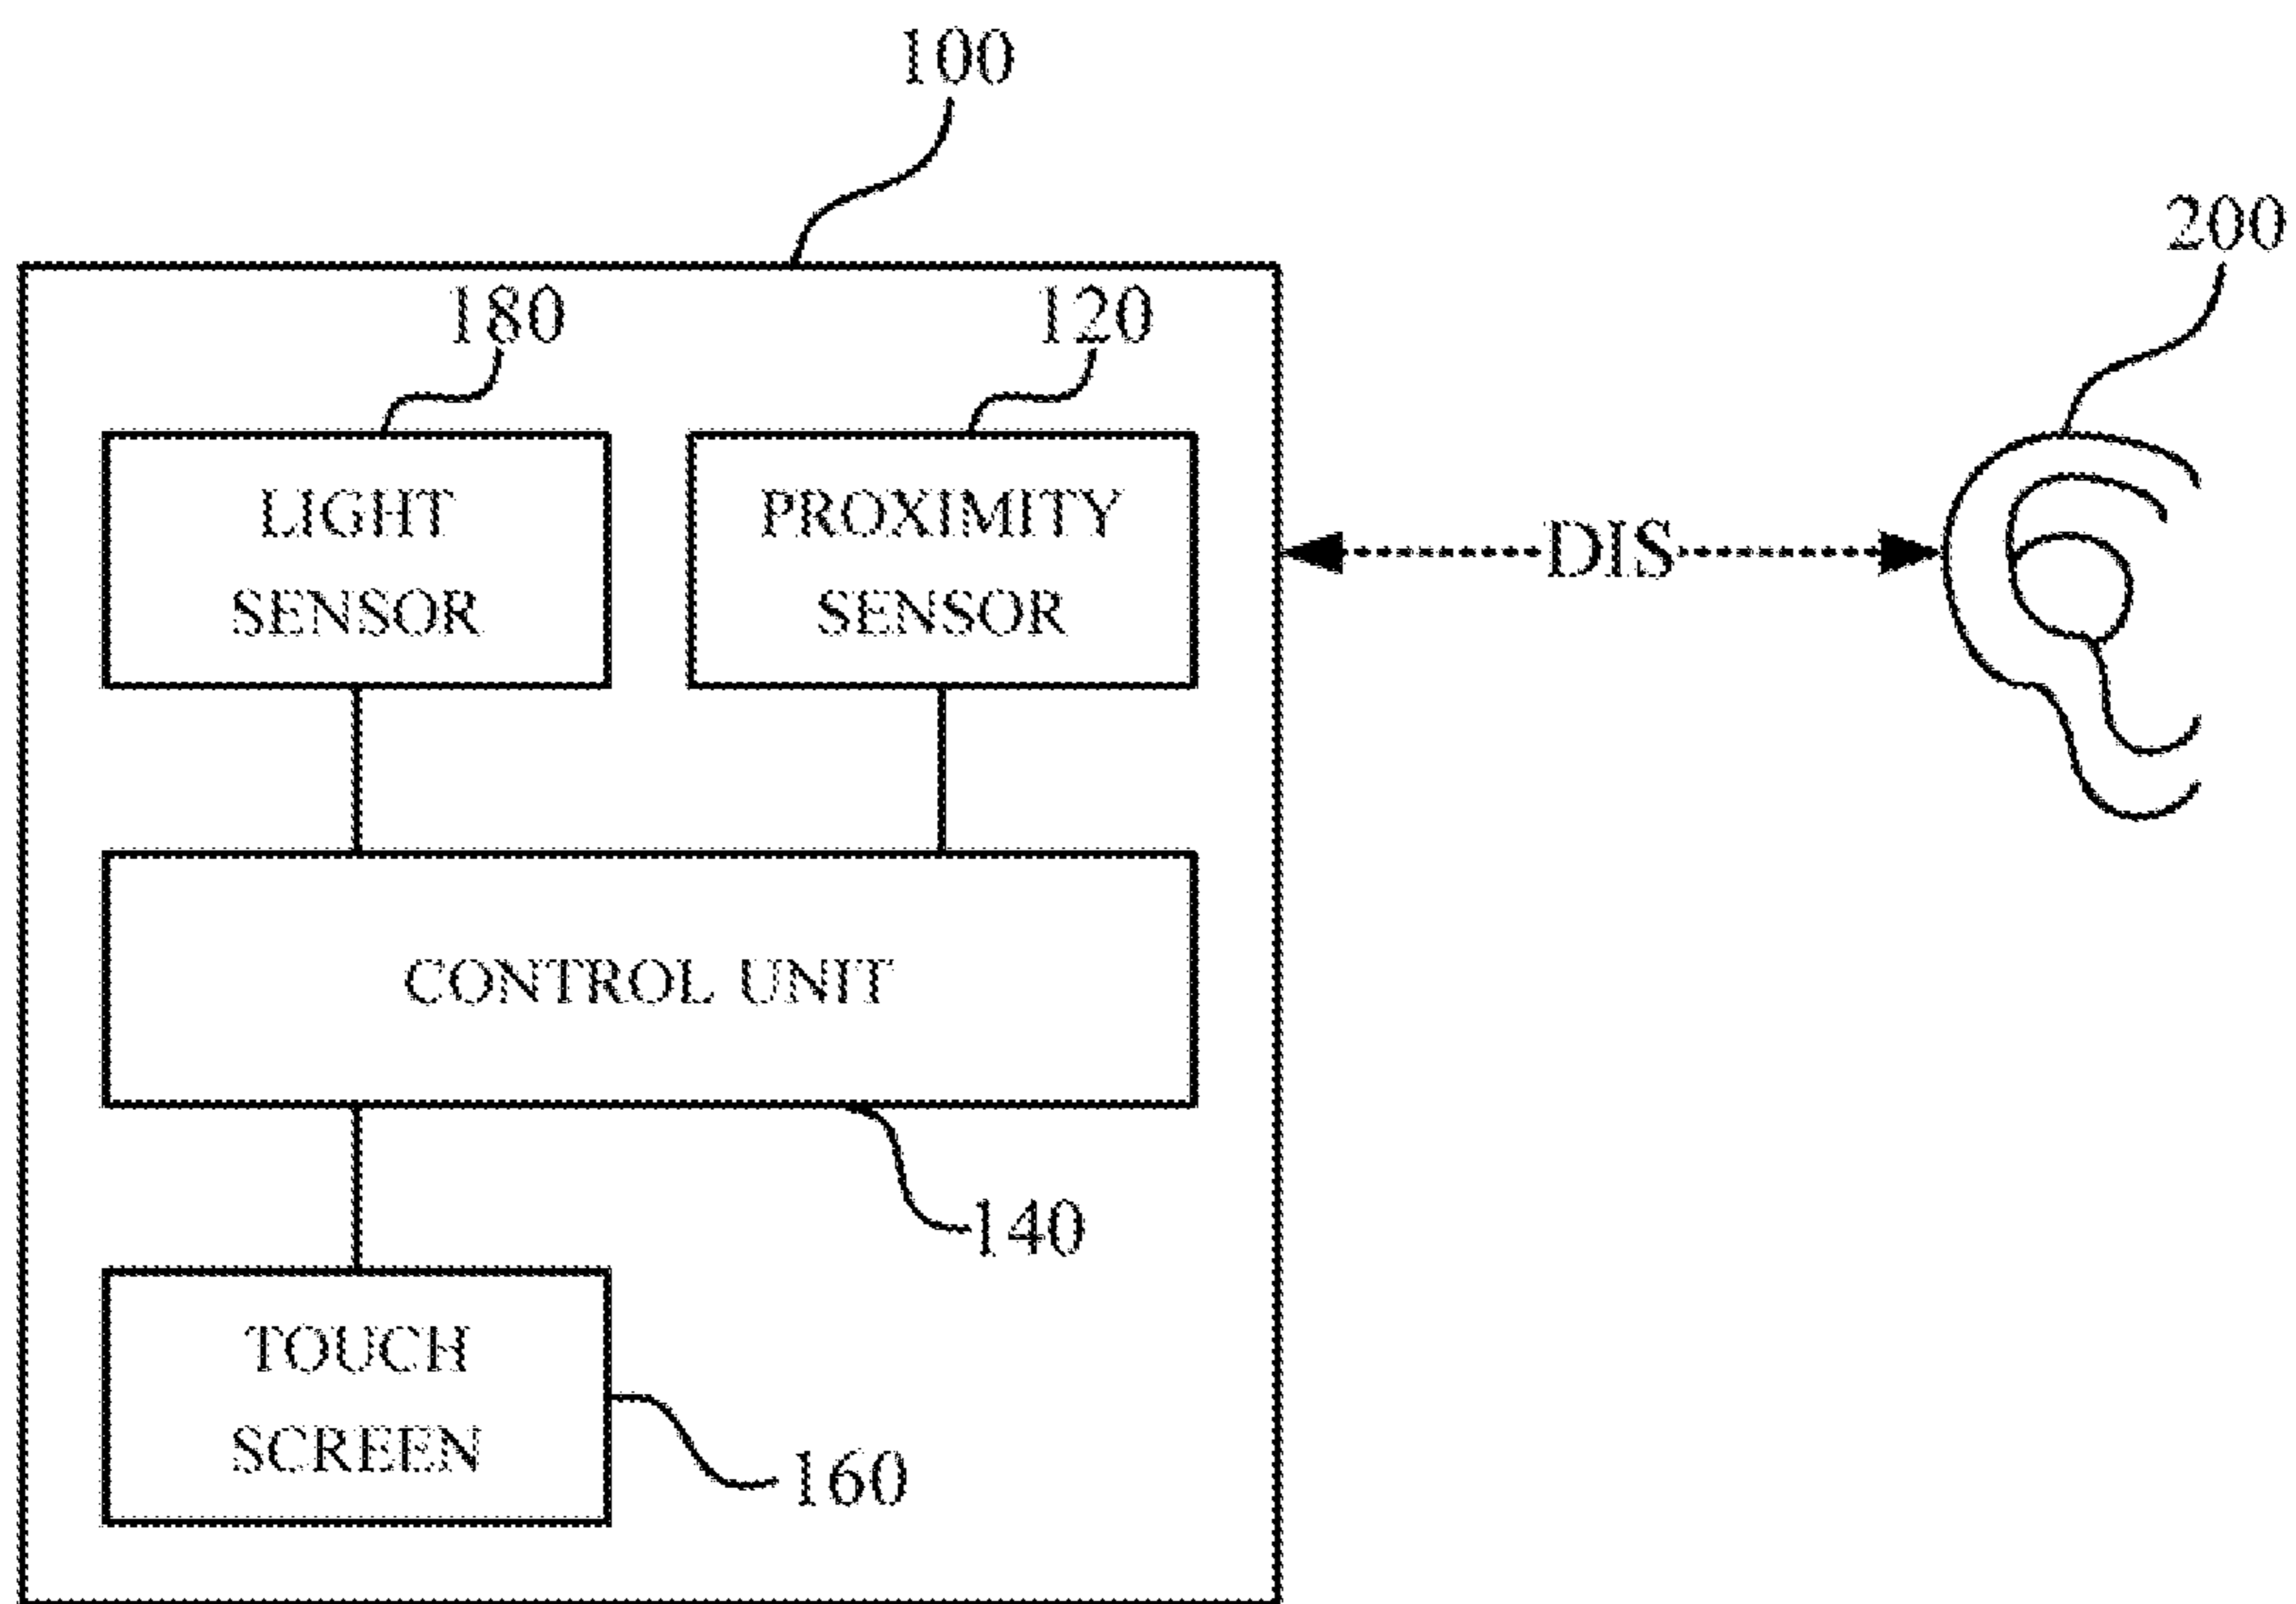 100
200
180
120
LIGHT
SENSOR
PROXIMITY
SENSOR
DIS
CONTROL UNIT
140
TOUCH
SCREEN
160